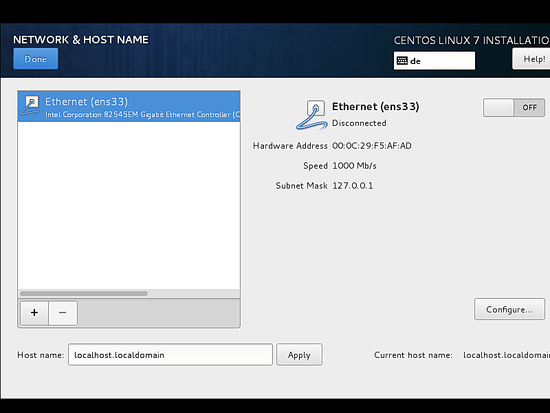 NETWORK & HOST NAME
CENTOS LINUX 7 INSTALLATIO
Done
de
Help!
Ethernet (ens33)
Intel Corporation 82545EM Gigabit Ethernet Controller (C
Ethernet (ens33)
Disconnected
OFF
Hardware Address 00:0C:29:F5:AF:AD
Speed 1000 Mb/s
Subnet Mask 127.0.0.1
+ −
Configure...
Host name: localhost.localdomain Apply Current host name: localhost.localdomai